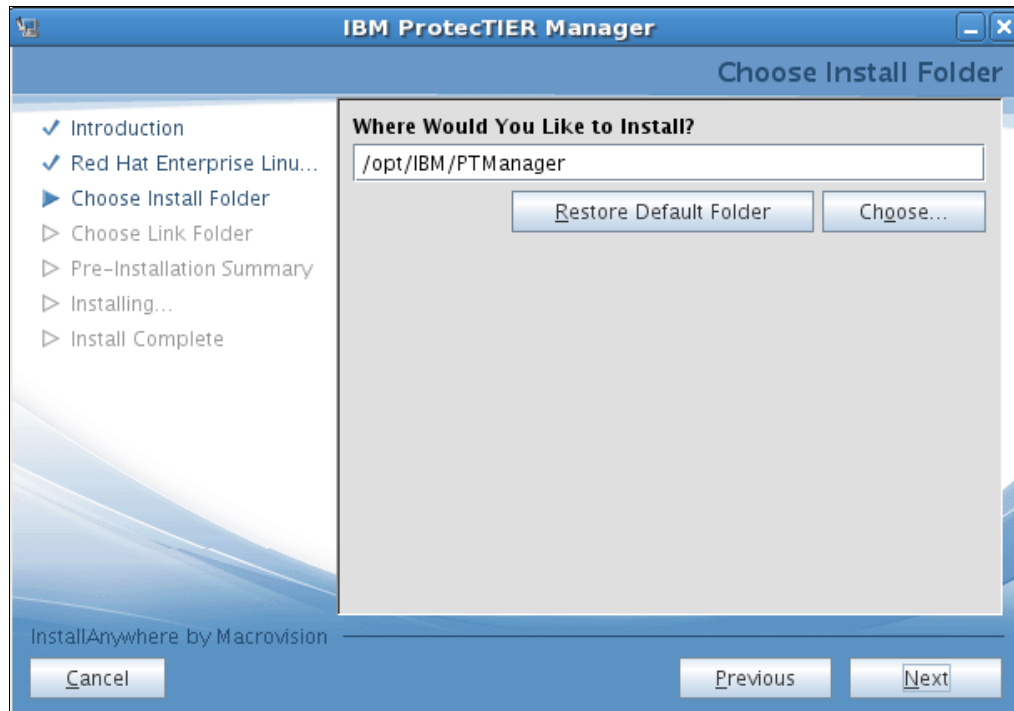 IBM ProtecTIER Manager
Choose Install Folder
Introduction
Red Hat Enterprise Linu...
Choose Install Folder
Choose Link Folder
Pre-Installation Summary
Installing...
Install Complete
Where Would You Like to Install?
/opt/IBM/PTManager
Restore Default Folder
Choose...
InstallAnywhere by Macrovision
Cancel
Previous
Next